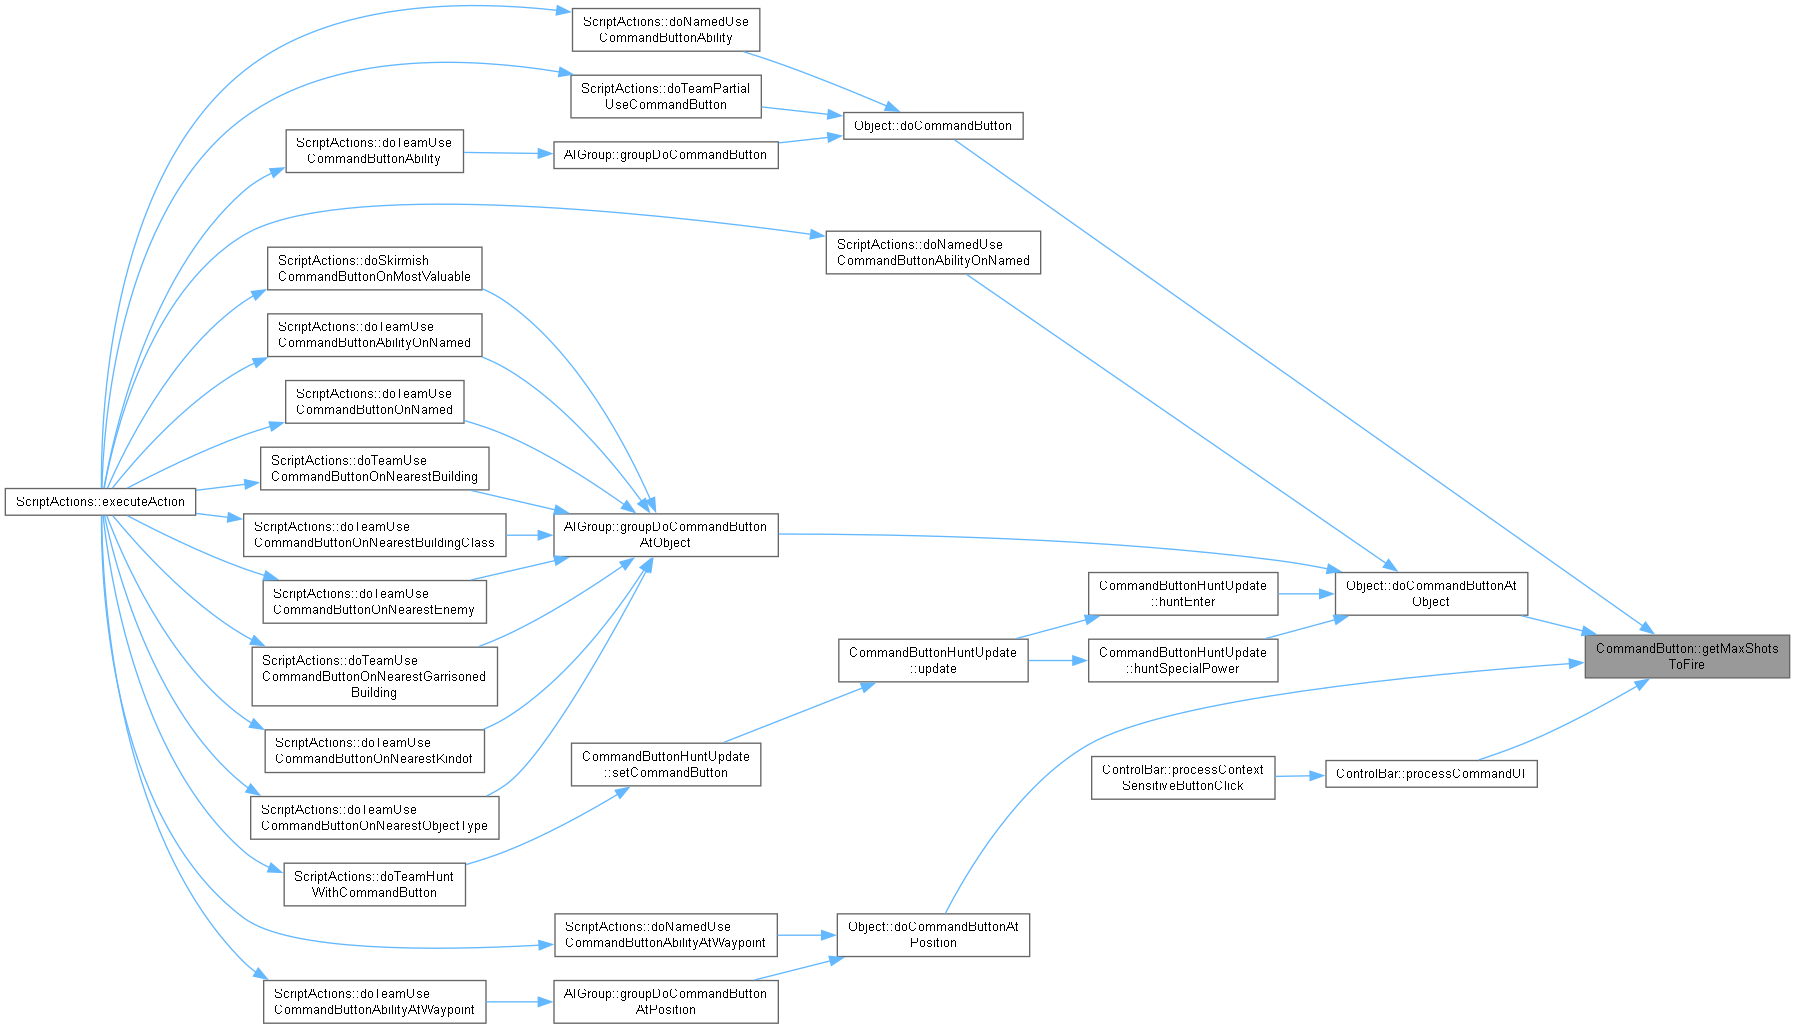 ScriptActions::doNamedUse
CommandButtonAbility
ScriptActions::doTeamPartial
UseCommandButton
Object::doCommandButton
ScriptActions::doTeamUse
CommandButtonAbility
AIGroup::groupDoCommandButton
ScriptActions::doNamedUse
CommandButtonAbilityOnNamed
ScriptActions::doSkirmish
CommandButtonOnMostValuable
ScriptActions::doTeamUse
CommandButtonAbilityOnNamed
ScriptActions::doTeamUse
CommandButtonOnNamed
ScriptActions::doTeamUse
CommandButtonOnNearestBuilding
ScriptActions::executeAction
ScriptActions::doTeamUse
CommandButtonOnNearestBuildingClass
AIGroup::groupDoCommandButton
AtObject
ScriptActions::doTeamUse
CommandButtonOnNearestEnemy
CommandButtonHuntUpdate
::huntEnter
Object::doCommandButtonAt
Object
ScriptActions::doTeamUse
CommandButtonOnNearestGarrisoned
Building
CommandButtonHuntUpdate
::update
CommandButtonHuntUpdate
::huntSpecialPower
CommandButton::getMaxShots
ToFire
ScriptActions::doTeamUse
CommandButtonOnNearestKindof
CommandButtonHuntUpdate
::setCommandButton
ControlBar::processContext
SensitiveButtonClick
ControlBar::processCommandUI
ScriptActions::doTeamUse
CommandButtonOnNearestObjectType
ScriptActions::doTeamHunt
WithCommandButton
ScriptActions::doNamedUse
CommandButtonAbilityAtWaypoint
Object::doCommandButtonAt
Position
ScriptActions::doTeamUse
CommandButtonAbilityAtWaypoint
AIGroup::groupDoCommandButton
AtPosition